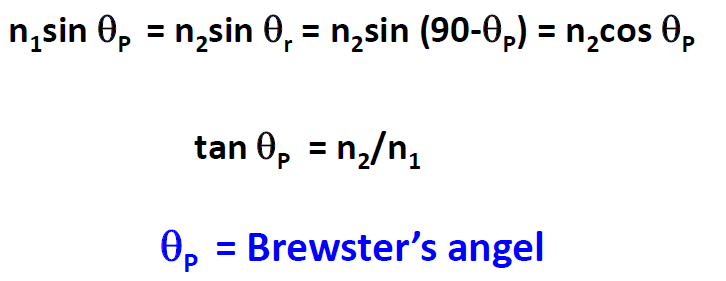 n₁sin θₚ = n₂sin θᵣ = n₂sin (90-θₚ) = n₂cos θₚ
tan θₚ = n₂/n₁
θₚ = Brewster’s angel